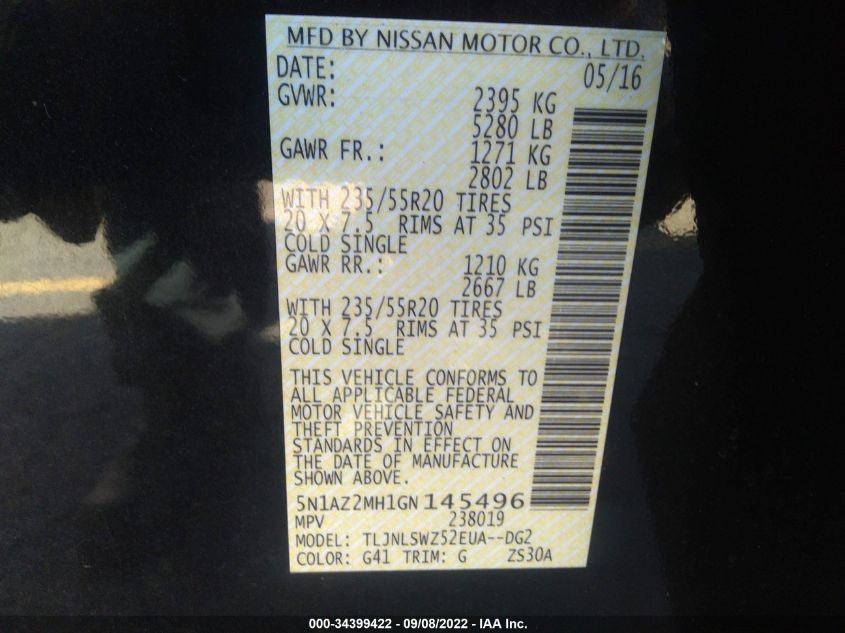 MFD BY NISSAN MOTOR CO., LTD.
DATE: 05/16
GVWR: 2395 KG
5280 LB
GAWR FR.: 1271 KG
2802 LB
WITH 235/55R20 TIRES
20 X 7.5 RIMS AT 35 PSI
COLD SINGLE
GAWR RR.: 1210 KG
2667 LB
WITH 235/55R20 TIRES
20 X 7.5 RIMS AT 35 PSI
COLD SINGLE
THIS VEHICLE CONFORMS TO
ALL APPLICABLE FEDERAL
MOTOR VEHICLE SAFETY AND
THEFT PREVENTION
STANDARDS IN EFFECT ON
THE DATE OF MANUFACTURE
SHOWN ABOVE.
5N1AZ2MH1GN145496
MPV 238019
MODEL: TLJNLSWZ52EUA--DG2
COLOR: G41 TRIM: G ZS30A
000-34399422 - 09/08/2022 - IAA Inc.